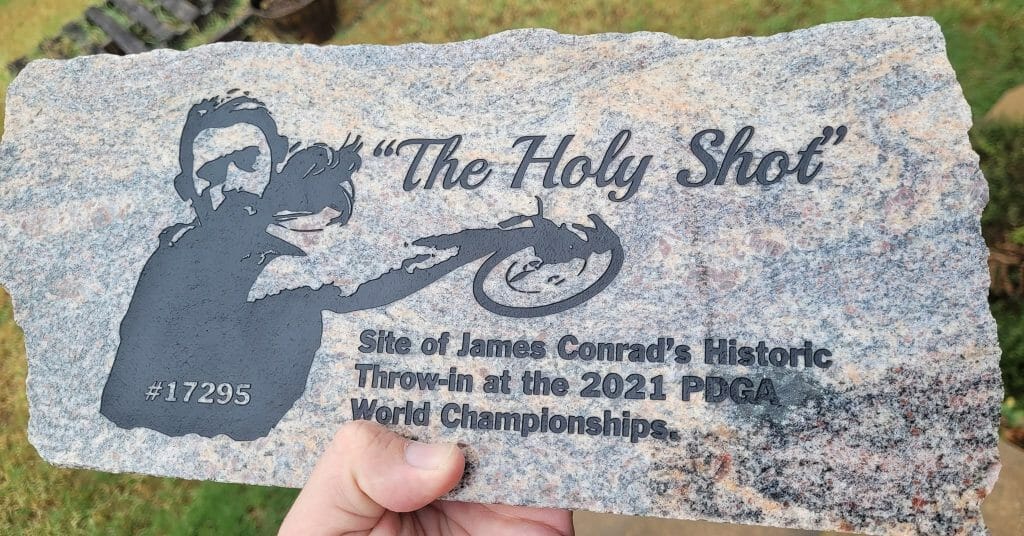 “The Holy Shot”
Site of James Conrad's Historic
Throw-in at the 2021 PDGA
World Championships.
#17295